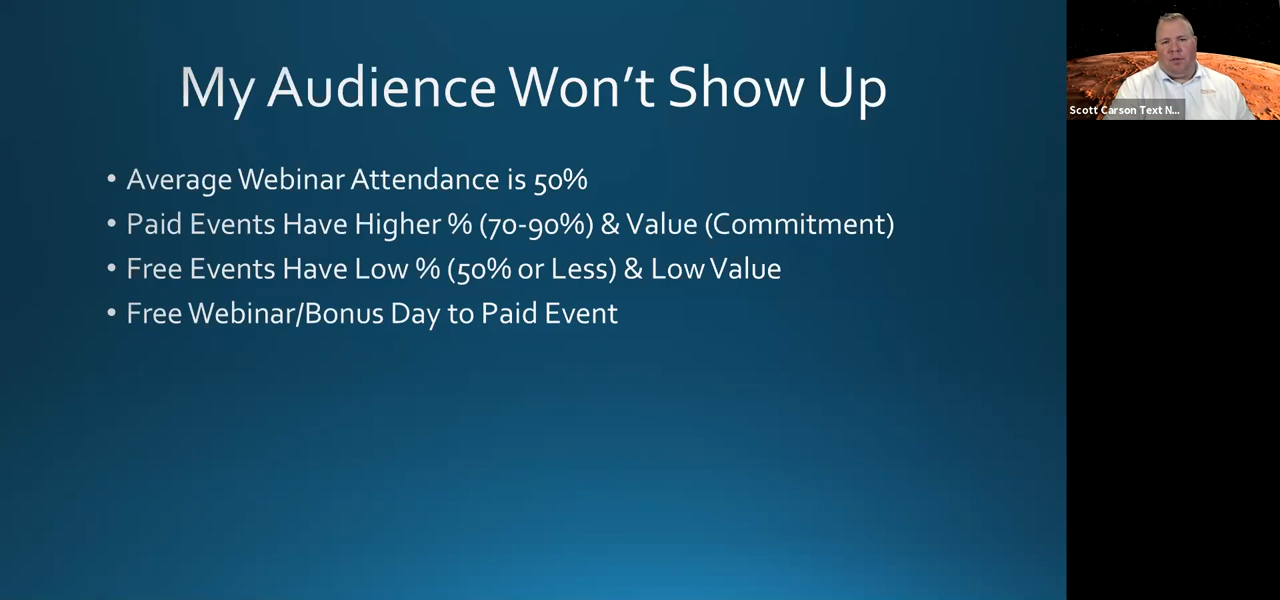 My Audience Won't Show Up
• Average Webinar Attendance is 50%
• Paid Events Have Higher % (70-90%) & Value (Commitment)
• Free Events Have Low % (50% or Less) & Low Value
• Free Webinar/Bonus Day to Paid Event
Scott Carson Text N...